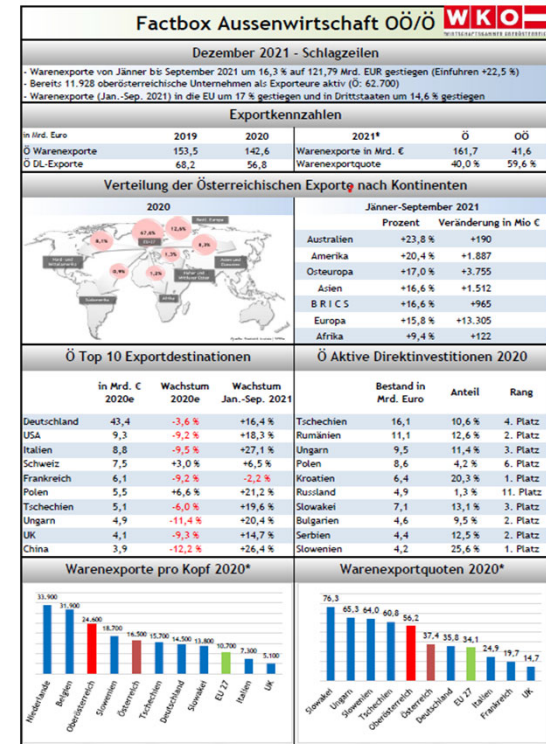 Factbox Aussenwirtschaft OÖ/Ö
WKO
WIRTSCHAFTSKAMMER OBERÖSTERREICH
Dezember 2021 - Schlagzeilen
- Warenexporte von Jänner bis September 2021 um 16,3 % auf 121,79 Mrd. EUR gestiegen (Einfuhren +22,5 %)
- Bereits 11.928 oberösterreichische Unternehmen als Exporteure aktiv (Ö: 62.700)
- Warenexporte (Jan.-Sep. 2021) in die EU um 17 % gestiegen und in Drittstaaten um 14,6 % gestiegen
Exportkennzahlen
in Mrd. Euro 2019 2020 2021* Ö OÖ
Ö Warenexporte 153,5 142,6 Warenexporte in Mrd. € 161,7 41,6
Ö DL-Exporte 68,2 56,8 Warenexportquote 40,0 % 59,6 %
Verteilung der Österreichischen Exporte nach Kontinenten
2020
8,1% 67,6% 12,6% 9,3%
1,3%
0,9% 1,0%
Südamerika
Afrika
Jänner-September 2021
Prozent Veränderung in Mio €
Australien +23,8 % +190
Amerika +20,4 % +1.887
Osteuropa +17,0 % +3.755
Asien +16,6 % +1.512
B R I C S +16,6 % +965
Europa +15,8 % +13.305
Afrika +9,4 % +122
Ö Top 10 Exportdestinationen
in Mrd. € 2020e Wachstum 2020e Wachstum Jan.-Sep. 2021
Deutschland 43,4 -3,6 % +16,4 %
USA 9,3 -9,2 % +18,3 %
Italien 8,8 -9,5 % +27,1 %
Schweiz 7,5 +3,0 % +6,5 %
Frankreich 6,1 -9,2 % -2,2 %
Polen 5,5 +6,6 % +21,2 %
Tschechien 5,1 -6,0 % +19,6 %
Ungarn 4,9 -11,4 % +20,4 %
UK 4,1 -9,3 % +14,7 %
China 3,9 -12,2 % +26,4 %
Ö Aktive Direktinvestitionen 2020
Bestand in Mrd. Euro Anteil Rang
Tschechien 16,1 10,6 % 4. Platz
Rumänien 11,1 12,6 % 2. Platz
Ungarn 9,5 11,4 % 3. Platz
Polen 8,6 4,2 % 6. Platz
Kroatien 6,4 20,3 % 1. Platz
Russland 4,9 1,3 % 11. Platz
Slowakei 7,1 13,1 % 3. Platz
Bulgarien 4,6 9,5 % 2. Platz
Serbien 4,4 12,5 % 2. Platz
Slowenien 4,2 25,6 % 1. Platz
Warenexporte pro Kopf 2020*
33.900 31.900 24.600 18.700 16.500 15.700 14.500 13.800 10.700 7.300 5.100
Niederlande Belgien Oberösterreich Slowenien Österreich Tschechien Deutschland Slowakei EU 27 Italien UK
Warenexportquoten 2020*
76,3 65,3 64,0 60,8 56,2 37,4 35,8 34,1 24,9 19,7 14,7
Slowakei Ungarn Slowenien Tschechien Oberösterreich Österreich Deutschland EU 27 Italien Frankreich UK